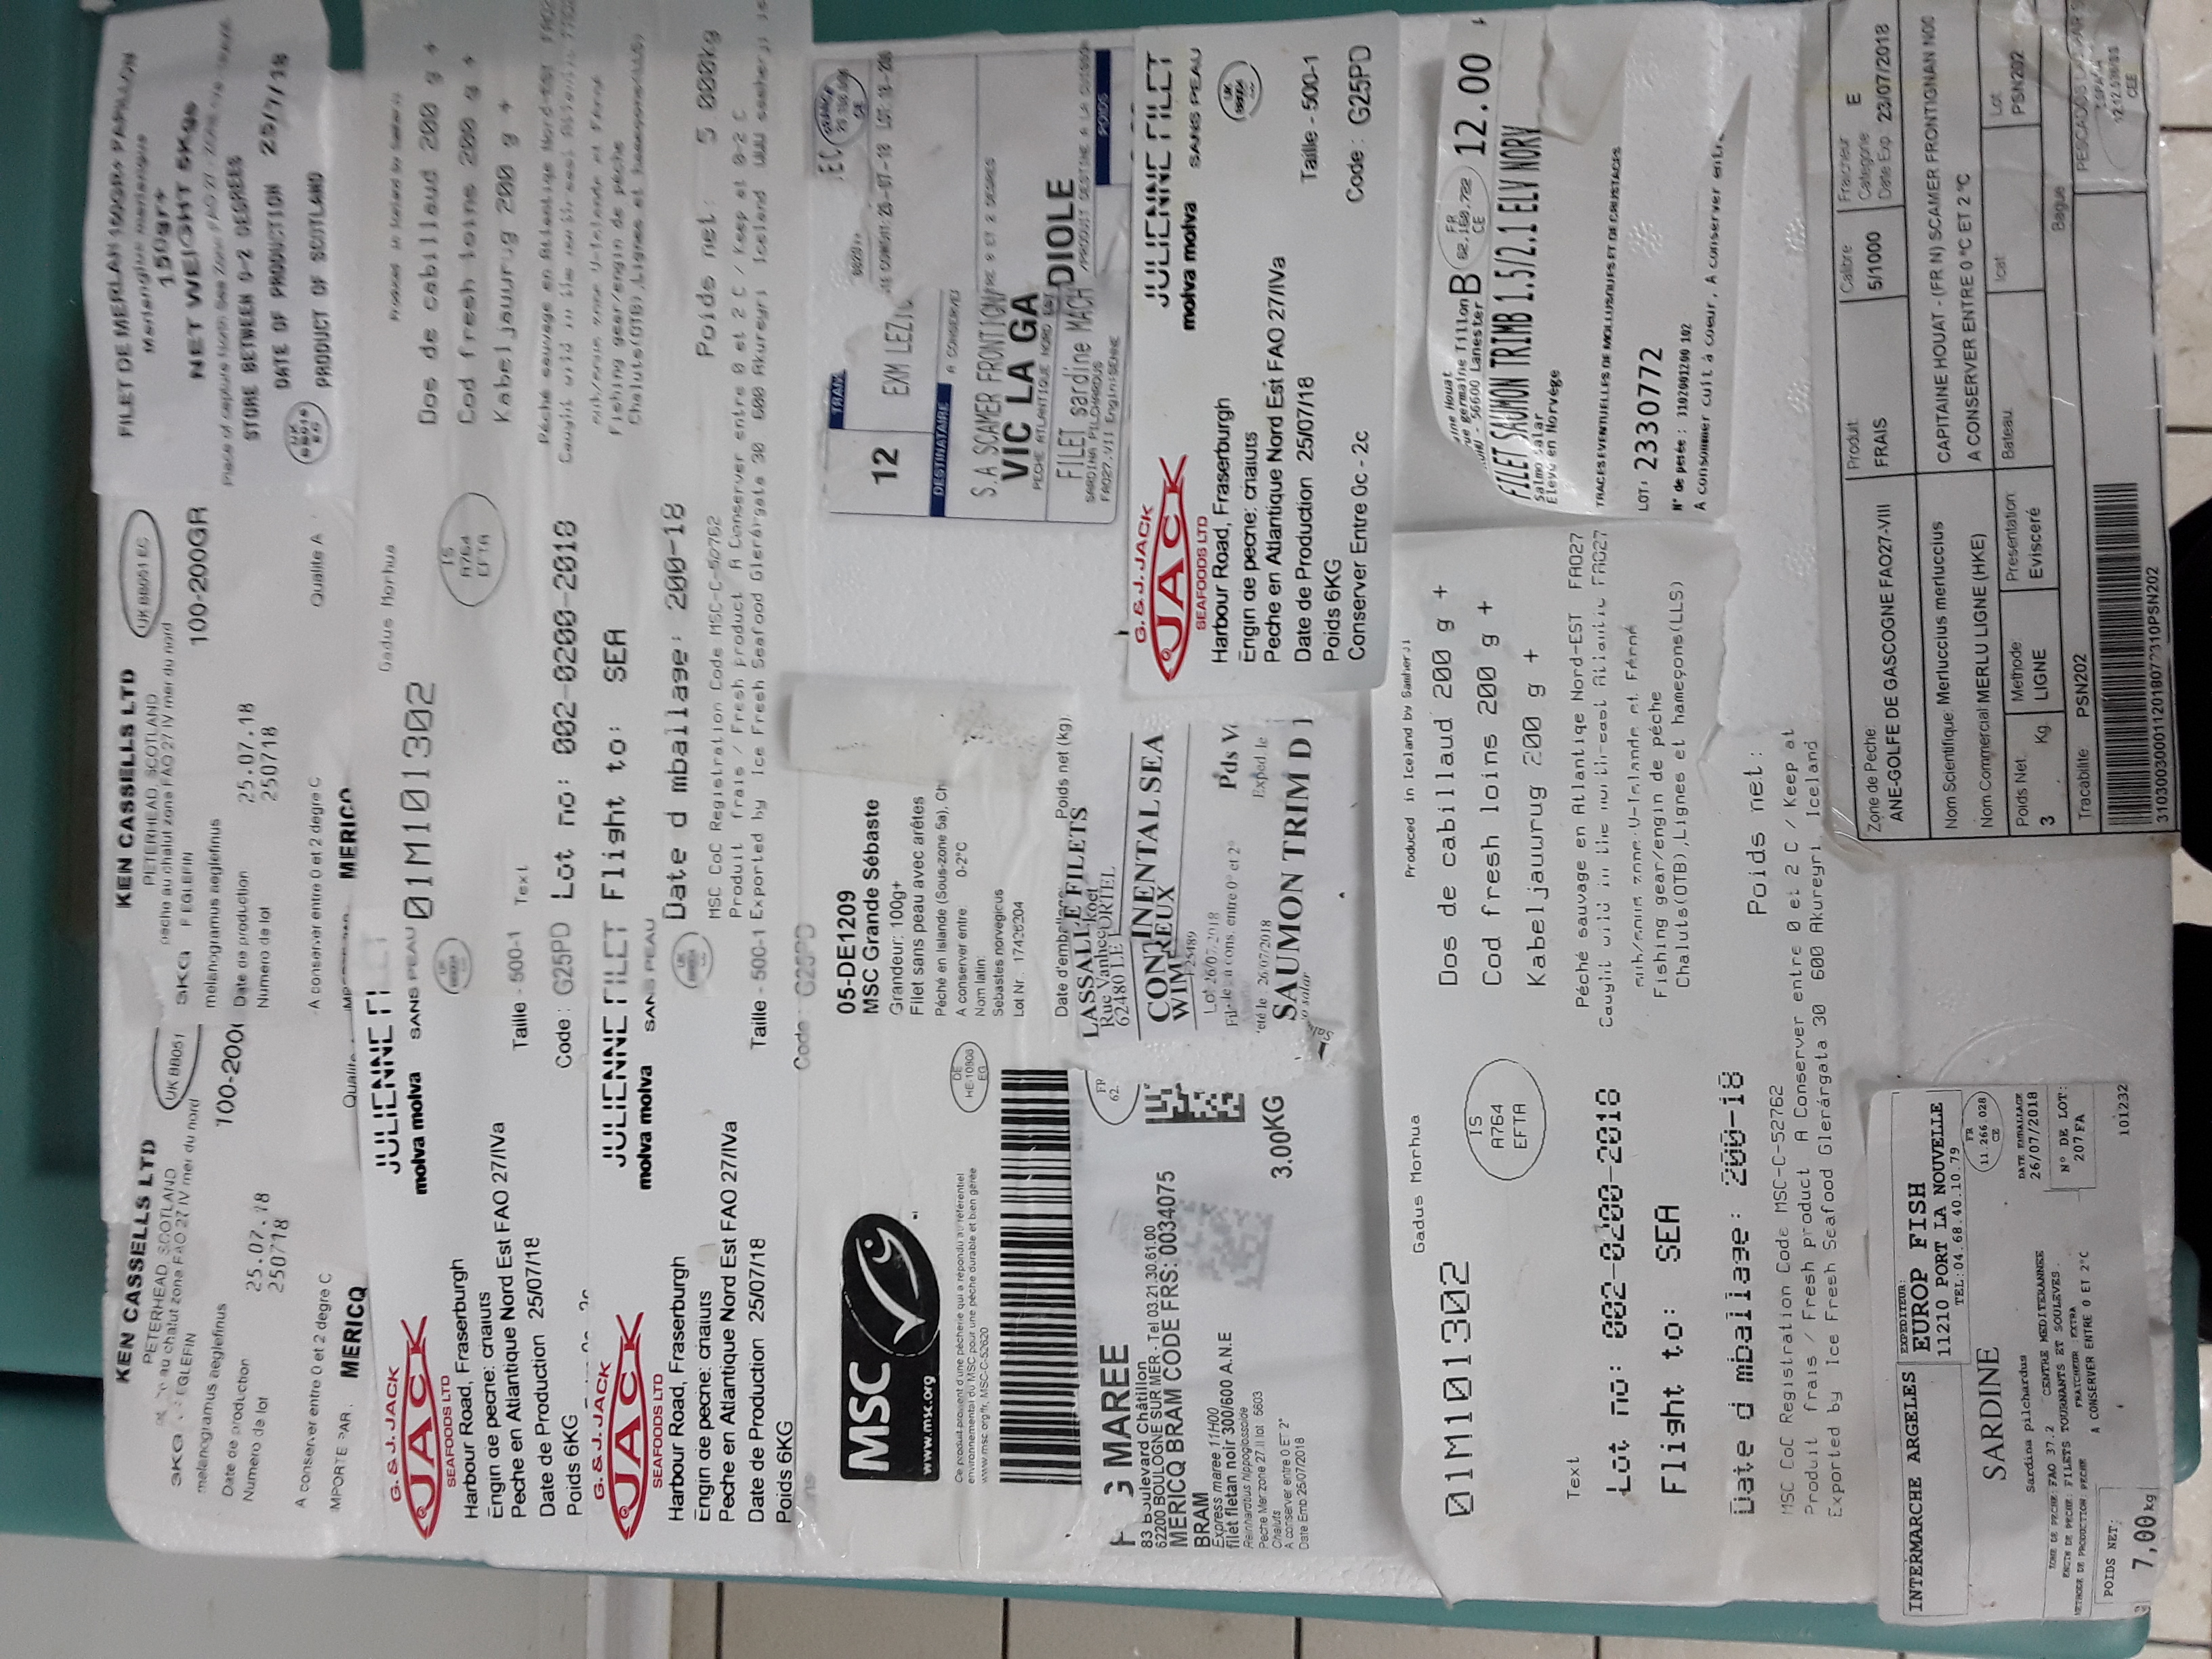 KEN CASSELLS LTD
PETERHEAD, SCOTLAND
au chalut zona FAO 27 IV mer du nord
UK BB051
3KG EGLEFIN
melanogramus aeglefinus
100-200
Date de production 25.07.18
Numero de lot 250718
A conserver entre 0 et 2 degre C
MPORTE PAR. MERICQ
KEN CASSELLS LTD
PETERHEAD, SCOTLAND
peche au chalut zona FAO 27 IV mer du nord
UK BB051 EC
3KG F EGLEFIN
100-200GR
melanogramus aeglefinus
Date de production 25.07.18
Numero de lot 250718
A conserver entre 0 et 2 degre C
Qualite A
MERICQ
FILET DE MERLAN 150GR+ PAPILLON
Merlangius merlangus
150gr+
NET WEIGHT 5Kgs
Place of capture North Sea Zone FAO 27
STORE BETWEEN 0-2 DEGREES
DATE OF PRODUCTION 25/7/18
PRODUCT OF SCOTLAND
G. & J. JACK
JACK
SEAFOODS LTD
JULIENNE FI
molva molva SANS PEAU
Harbour Road, Fraserburgh
Engin de peche: chaluts
Peche en Atlantique Nord Est FAO 27/IVa
Date de Production 25/07/18
Poids 6KG
Taille - 500-1
Code : G25PD
Gadus Morhua
01M101302
IS
A764
EFTA
Text
Lot no: 002-0200-2018
Flight to: SEA
Date d mballage: 200-18
MSC CoC Registration Code MSC-C-52762
Produit frais / Fresh product A Conserver entre 0 et 2 C / Keep at 0-2 C
Exported by Ice Fresh Seafood Glerárgata 30 600 Akureyri Iceland
Produced in Iceland by Samherji
Dos de cabillaud 200 g +
Cod fresh loins 200 g +
Kabeljauurug 200 g +
Péché sauvage en Atlantiqe Nord-EST FAO27
Caught wild in the north-east Atlantic FAO27
sub/sous zone U-Islande et Féroé
Fishing gear/engin de péche
Chaluts(OTB),Lignes et hameçons(LLS)
Poids net: 5.000kg
G. & J. JACK
JACK
SEAFOODS LTD
JULIENNE FILET
molva molva SANS PEAU
Harbour Road, Fraserburgh
Engin de peche: chaluts
Peche en Atlantique Nord Est FAO 27/IVa
Date de Production 25/07/18
Poids 6KG
Taille - 500-1
Code : G25PD
MSC
www.msc.org
Ce produit provient d'une pêcherie qui a répondu au référentiel
environnemental du MSC pour une pêche durable et bien gérée
www.msc.org/fr, MSC-C-52620
DE
HE-10806
EG
05-DE1209
MSC Grande Sébaste
Grandeur: 100g+
Filet sans peau avec arêtes
Péché en Islande (Sous-zone 5a), Ch
A conserver entre: 0-2°C
Nom latin:
Sebastes norvegicus
Lot Nr. 17426204
Date d'emballage: Poids net (kg)
TRAN
12
EXM LEZI
DESTINATAIRE
A CONSERVER
ENTRE 0 ET 2 DEGRES
S.A SCAMER FRONTIGN
VIC LA GA
DIOLE
PECHE ATLANTIQUE NORD EST
FILET sardine MACH
SARDINA PILCHARDUS
FAO27.VII Engin:SENNE
POIDS
G MAREE
83 Boulevard Châtillon
62200 BOULOGNE SUR MER - Tel 03.21.30.61.00
MERICQ BRAM CODE FRS: 0034075
BRAM
Express maree 11H00
filet fletan noir 300/600 A.N.E
Reinhardtius hippoglossoide
Peche Mer:zone 27.II lot 5603
Chaluts
A conserver entre 0 ET 2°
Date Emb 25/07/2018
3.00KG
LASSALLE FILETS
Rue Vanheeckoet
62480 LE PORTEL
CONTINENTAL SEA
WIMEREUX
F25489
Lot 26/07/2018
à cons. entre 0° et 2°
Pds V
26/07/2018
Exped. le
SAUMON TRIM D
salar
G. & J. JACK
JACK
SEAFOODS LTD
JULIENNE FILET
molva molva SANS PEAU
Harbour Road, Fraserburgh
Engin de peche: chaluts
Peche en Atlantique Nord Est FAO 27/IVa
Date de Production 25/07/18
Poids 6KG
Conserver Entre 0c - 2c
Taille - 500-1
Code : G25PD
Gadus Morhua
01M101302
IS
A764
EFTA
Text
Lot no: 002-0200-2018
Flight to: SEA
Date d mballage: 200-18
MSC CoC Registration Code MSC-C-52762
Produit frais / Fresh product A Conserver entre 0 et 2 C / Keep at
Exported by Ice Fresh Seafood Glerárgata 30 600 Akureyri Iceland
Produced in Iceland by Samherji
Dos de cabillaud 200 g +
Cod fresh loins 200 g +
Kabeljauwrug 200 g +
Péché sauvage en Atlantiqe Nord-EST FAO27
Caught wild in the north-east Atlantic FAO27
sub/sous zone:U-Islande et Féroé
Fishing gear/engin de péche
Chaluts(OTB),Lignes et hameçons(LLS)
Poids net:
Houat
rue germaine Tillon
- 56600 Lanester
B
FR
62.160.722
CE
12.00
FILET SAUMON TRIMB 1.5/2.1 ELV NORV
Salmo salar
Elevé en Norvège
TRACES EVENTUELLES DE MOLLUSQUES ET DE CRUSTACES
LOT: 2330772
N° de pesée : 3102001200 102
A consommer cuit à coeur, A conserver entre
INTERMARCHE ARGELES
EXPEDITEUR:
EUROP FISH
11210 PORT LA NOUVELLE
TEL:04.68.40.10.79
SARDINE
Sardina pilchardus
FR
11.266.028
CE
ZONE DE PECHE: FAO 37.2 CENTRE MEDITERANNEE
ENGIN DE PECHE: FILETS TOURNANTS ET SOULEVES.
METHODE DE PRODUCTION: PECHE FRAICHEUR :EXTRA
A CONSERVER ENTRE 0 ET 2°C
DATE EMBALLAGE
26/07/2018
N° DE LOT:
207 FA
POIDS NET:
7,00 kg
101232
Zone de Peche:
ANE-GOLFE DE GASCOGNE FAO27-VIII
Produit:
FRAIS
Calibre
5/1000
Fraicheur
Categorie E
Date Exp 23/07/2018
Nom Scientifique: Merluccius merluccius
Nom Commercial: MERLU LIGNE (HKE)
CAPITAINE HOUAT - (FR N) SCAMER FRONTIGNAN
A CONSERVER ENTRE 0 °C ET 2 °C
Poids Net:
3 Kg
Methode:
LIGNE
Presentation:
Evisceré
Bateau:
Lot
PSN202
Tracabilite: PSN202
Bague